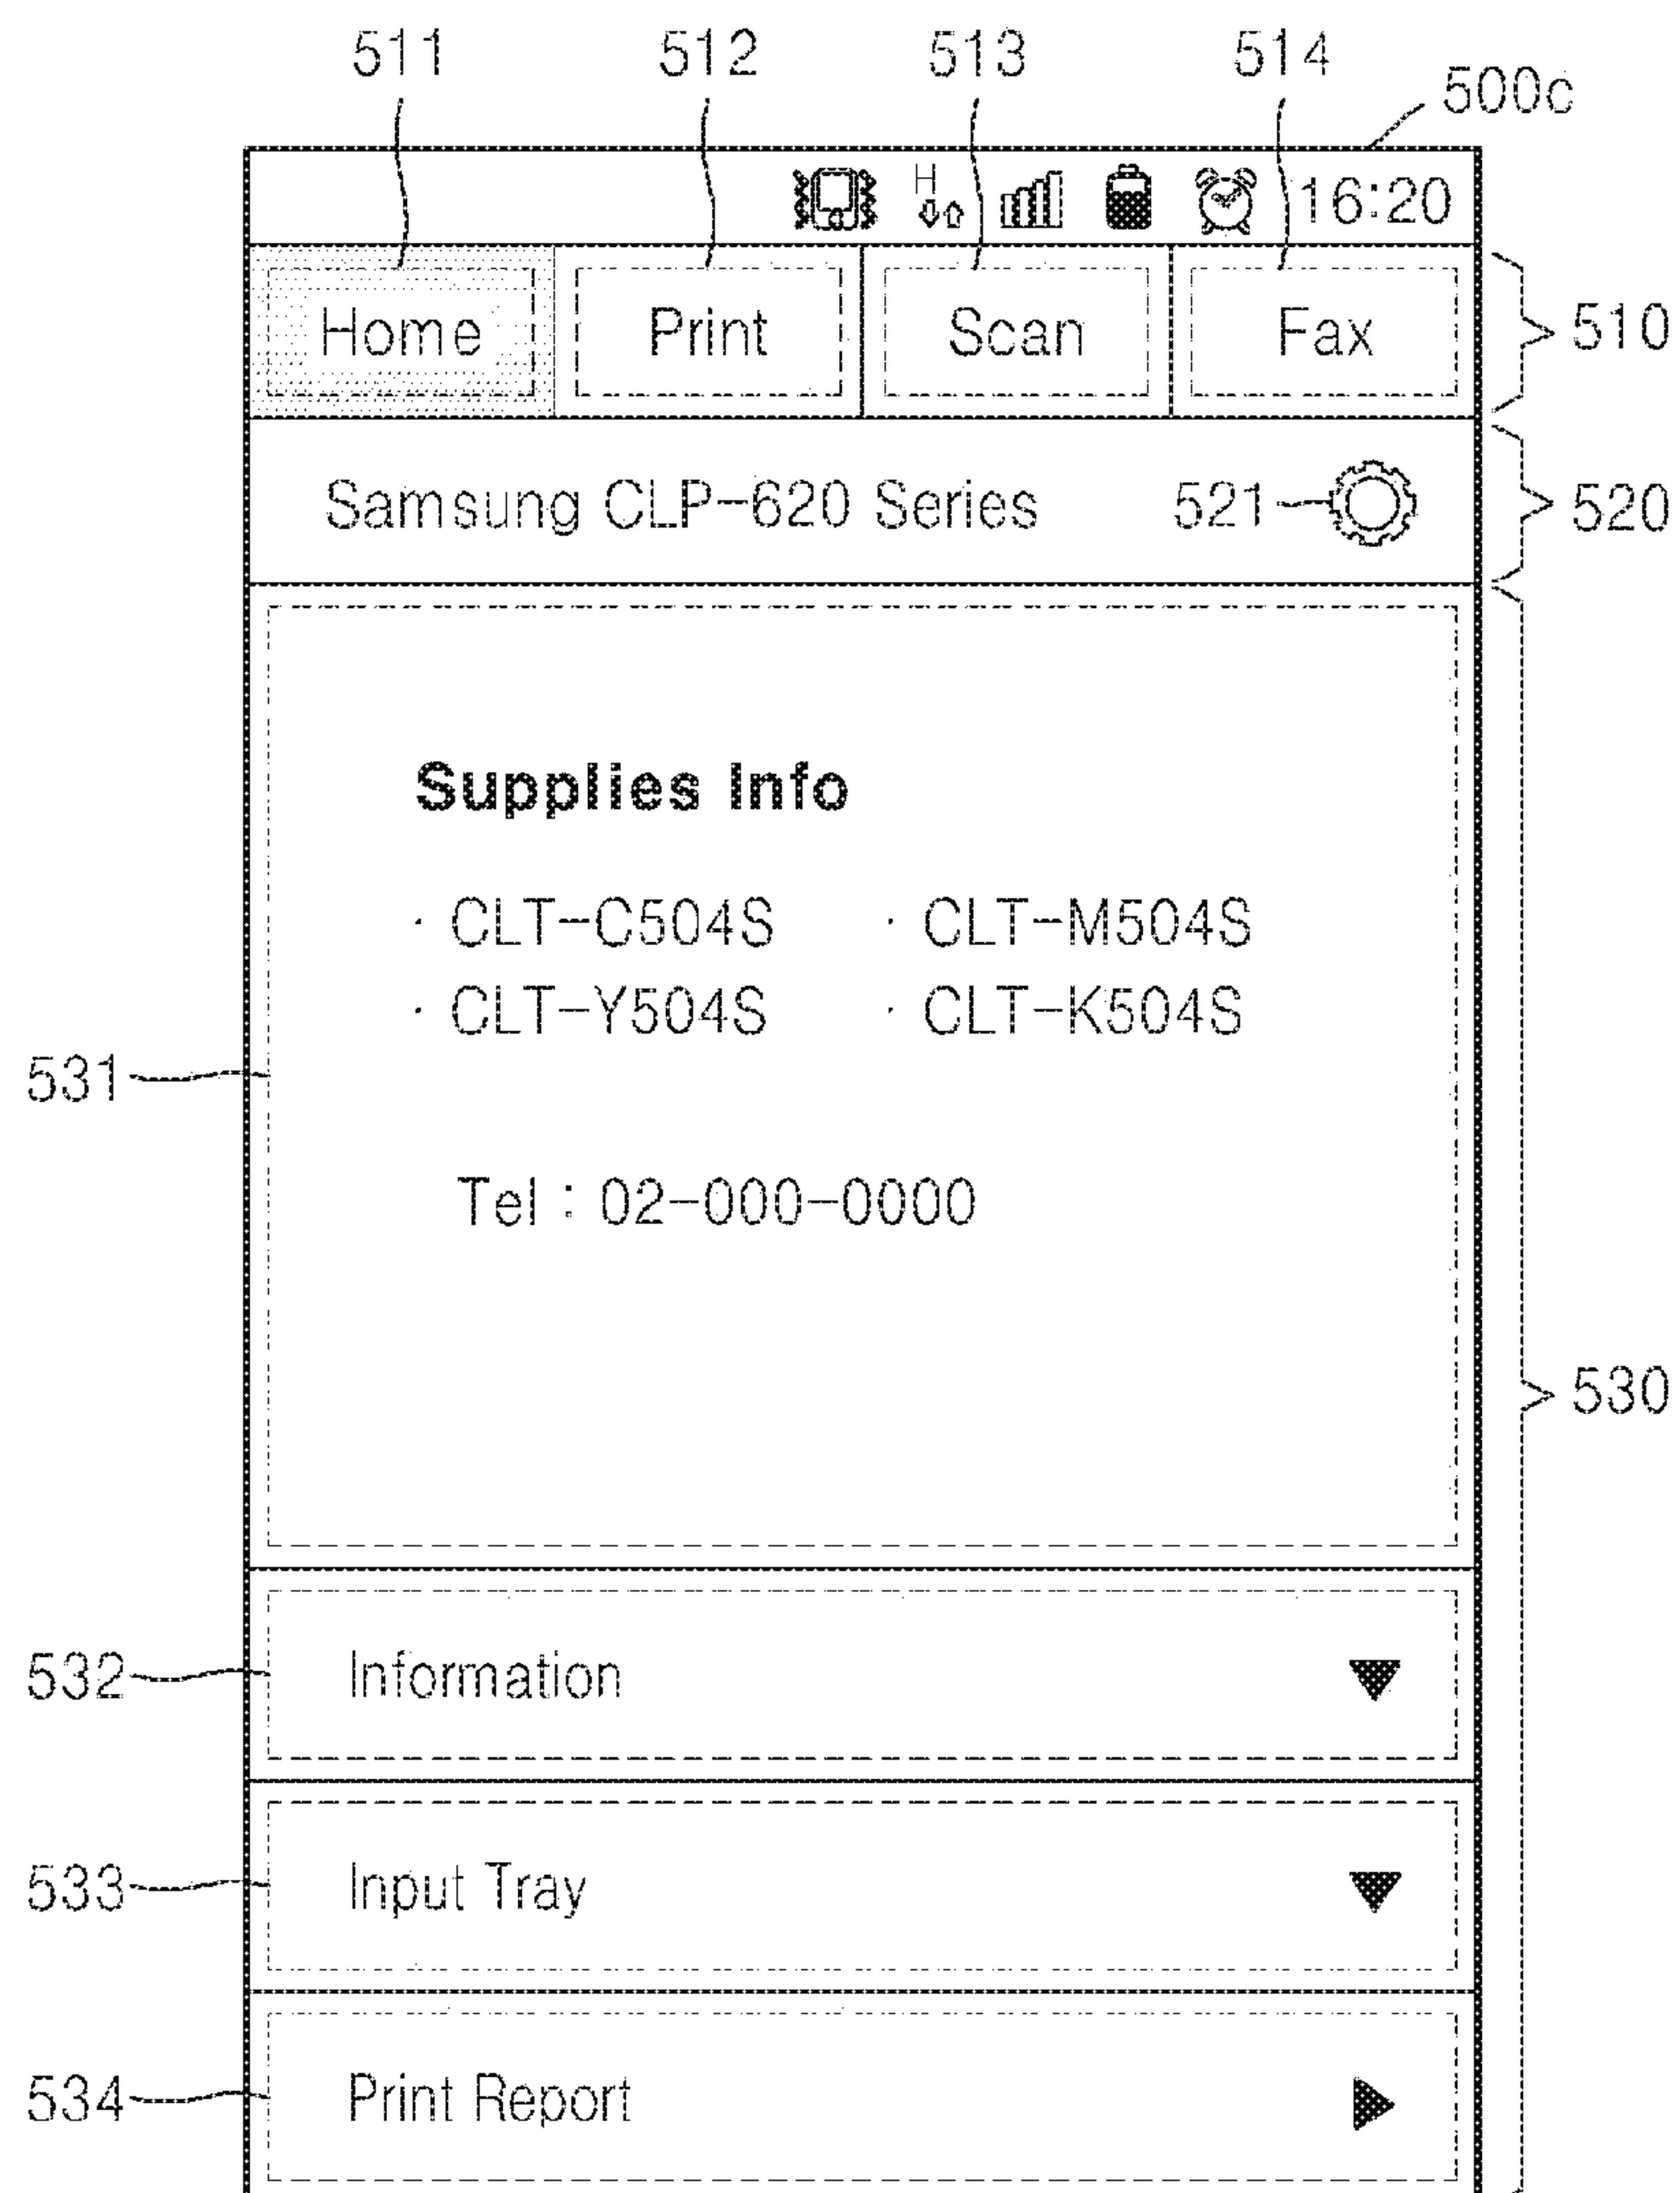 511 512 513 514
500c
H 16:20
Home Print Scan Fax 510
Samsung CLP-620 Series 521 520
Supplies Info
· CLT-C504S · CLT-M504S
· CLT-Y504S · CLT-K504S
531
Tel : 02-000-0000
530
532 Information
533 Input Tray
534 Print Report